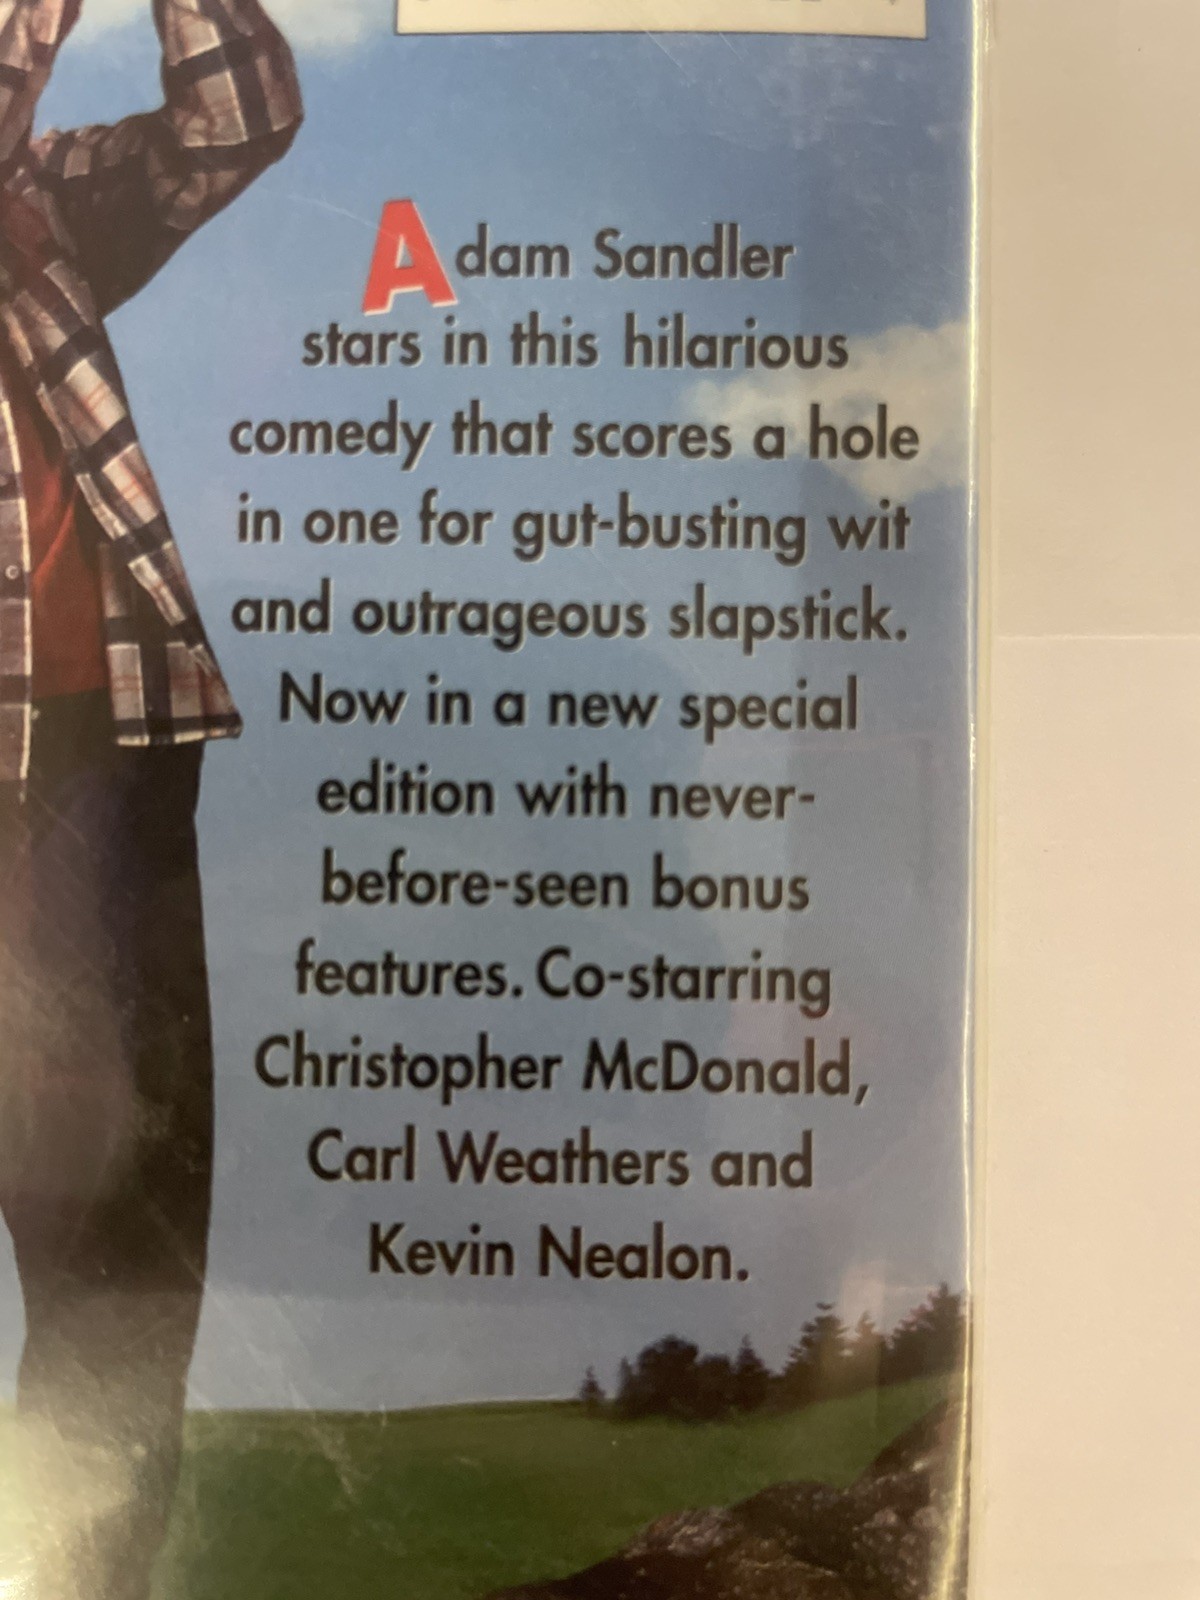 Adam Sandler
stars in this hilarious
comedy that scores a hole
in one for gut-busting wit
and outrageous slapstick.
Now in a new special
edition with never-
before-seen bonus
features. Co-starring
Christopher McDonald,
Carl Weathers and
Kevin Nealon.